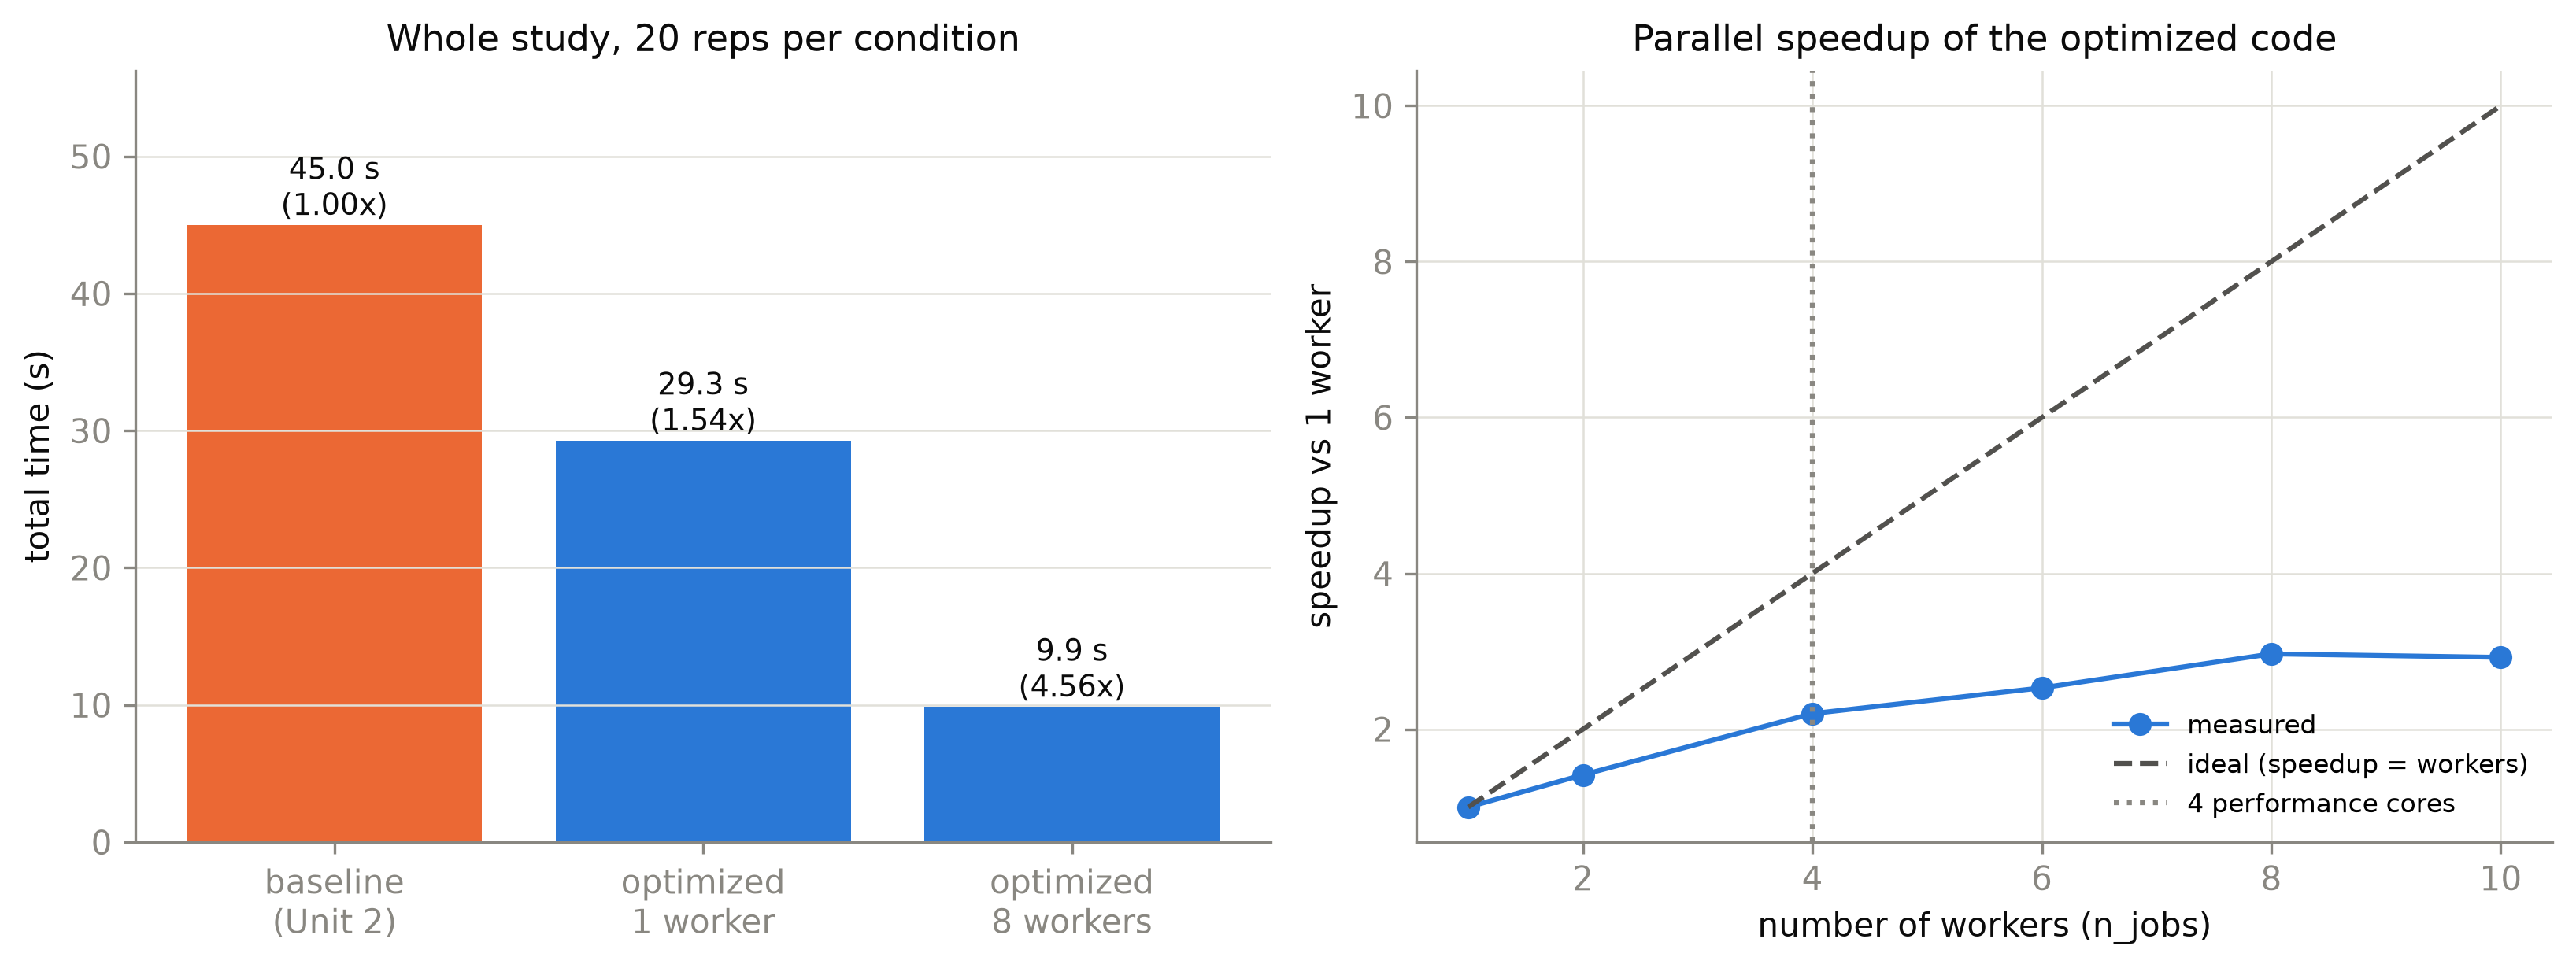 Whole study, 20 reps per condition
total time (s)
50
40
30
20
10
0
45.0 s
(1.00x)
29.3 s
(1.54x)
9.9 s
(4.56x)
baseline
(Unit 2)
optimized
1 worker
optimized
8 workers
Parallel speedup of the optimized code
speedup vs 1 worker
10
8
6
4
2
measured
ideal (speedup = workers)
4 performance cores
2
4
6
8
10
number of workers (n_jobs)